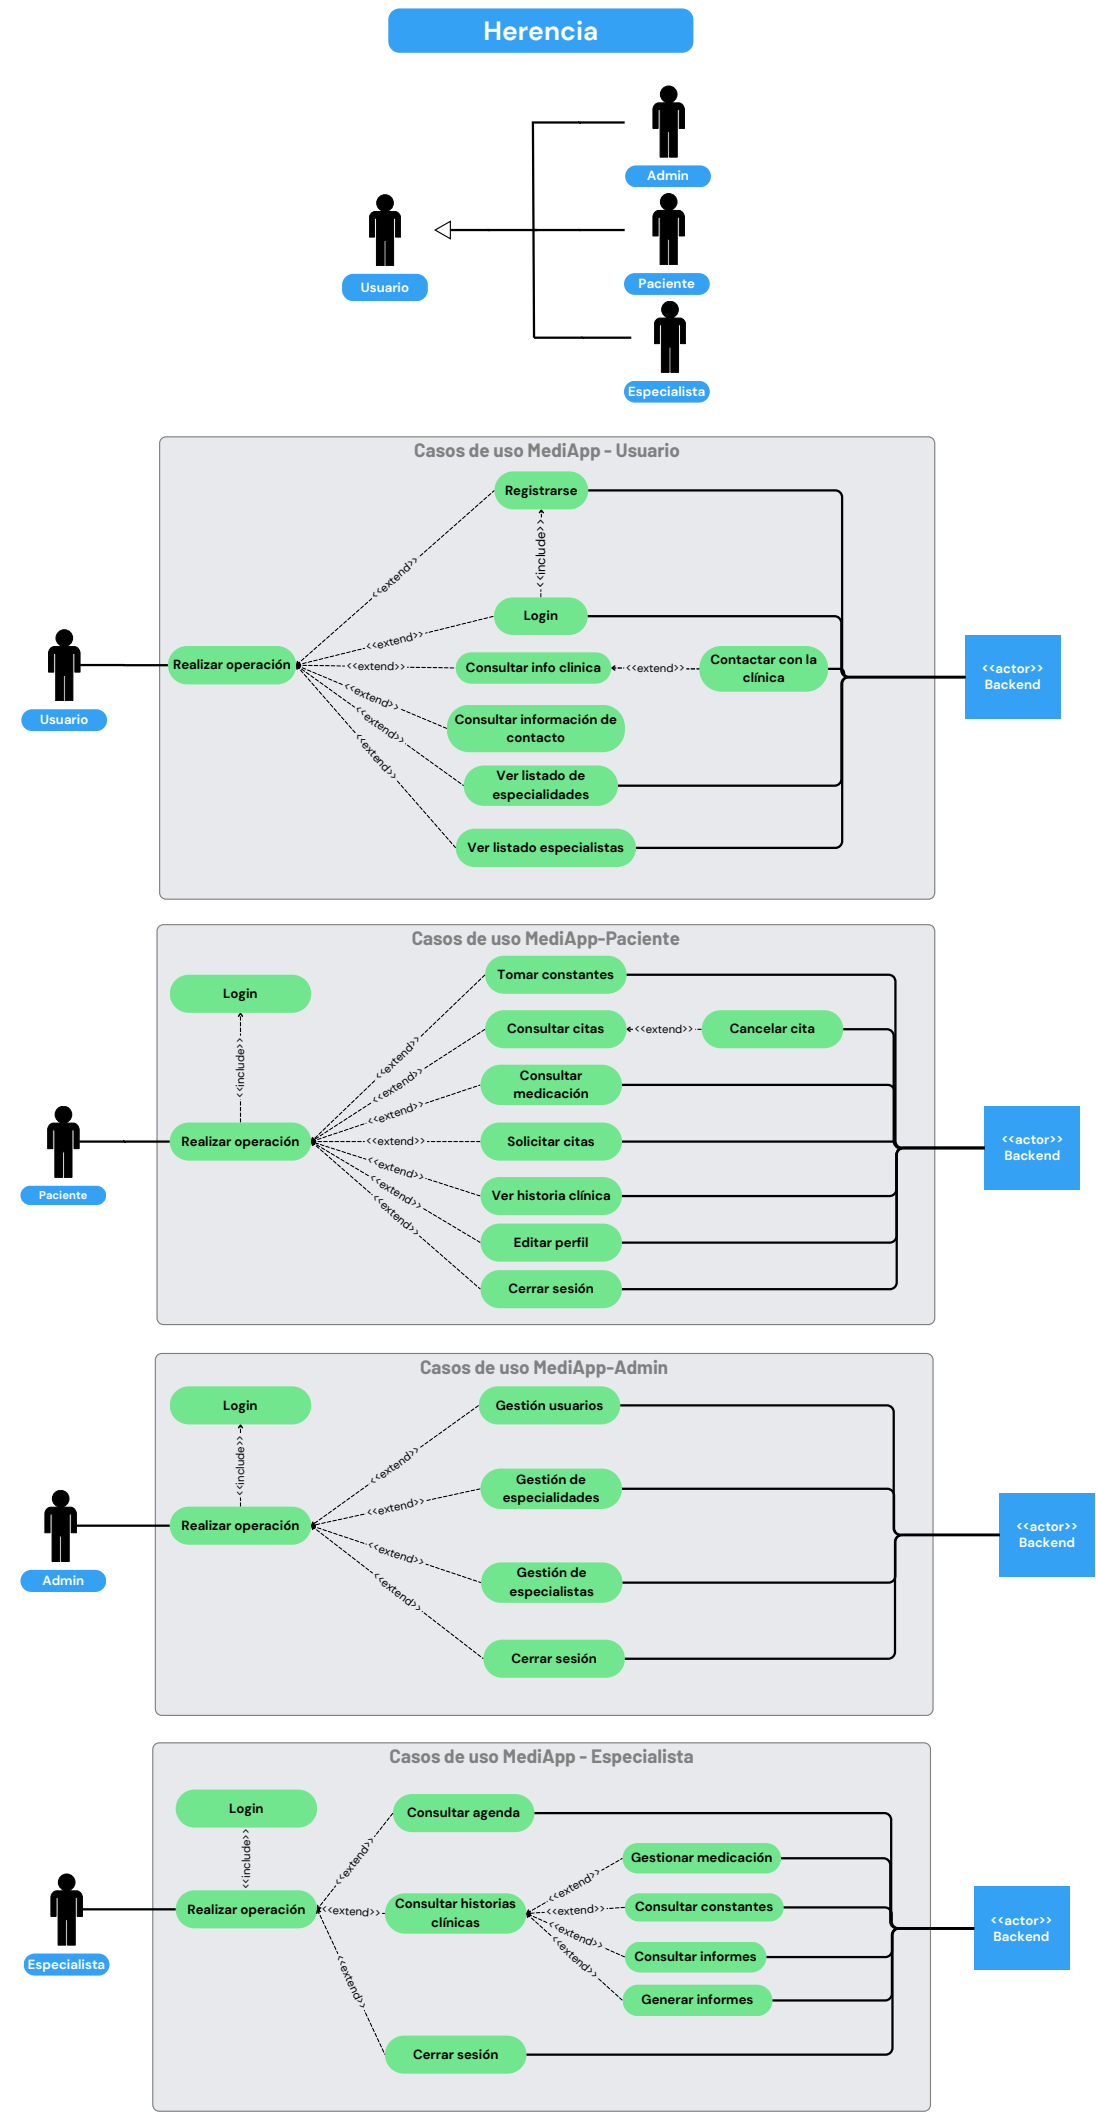 Herencia
Admin
Usuario
Paciente
Especialista
Casos de uso MediApp - Usuario
Registrarse
<<extend>>
<<include>>
Login
<<extend>>
Usuario
Realizar operación
<<extend>>
Consultar info clinica
<<extend>>
Contactar con la
clínica
<<actor>>
Backend
<<extend>>
Consultar información de
contacto
<<extend>>
Ver listado de
especialidades
<<extend>>
Ver listado especialistas
Casos de uso MediApp-Paciente
Login
<<include>>
Tomar constantes
<<extend>>
Consultar citas
<<extend>>
Cancelar cita
<<extend>>
Consultar
medicación
<<extend>>
Paciente
Realizar operación
<<extend>>
Solicitar citas
<<actor>>
Backend
<<extend>>
Ver historia clínica
<<extend>>
Editar perfil
<<extend>>
Cerrar sesión
Casos de uso MediApp-Admin
Login
<<include>>
Gestión usuarios
<<extend>>
Gestión de
especialidades
<<extend>>
Admin
Realizar operación
<<actor>>
Backend
<<extend>>
Gestión de
especialistas
<<extend>>
Cerrar sesión
Casos de uso MediApp - Especialista
Login
<<include>>
Consultar agenda
<<extend>>
Especialista
Realizar operación
<<extend>>
Consultar historias
clínicas
<<extend>>
Gestionar medicación
<<extend>>
Consultar constantes
<<extend>>
Consultar informes
<<extend>>
Generar informes
<<actor>>
Backend
<<extend>>
Cerrar sesión